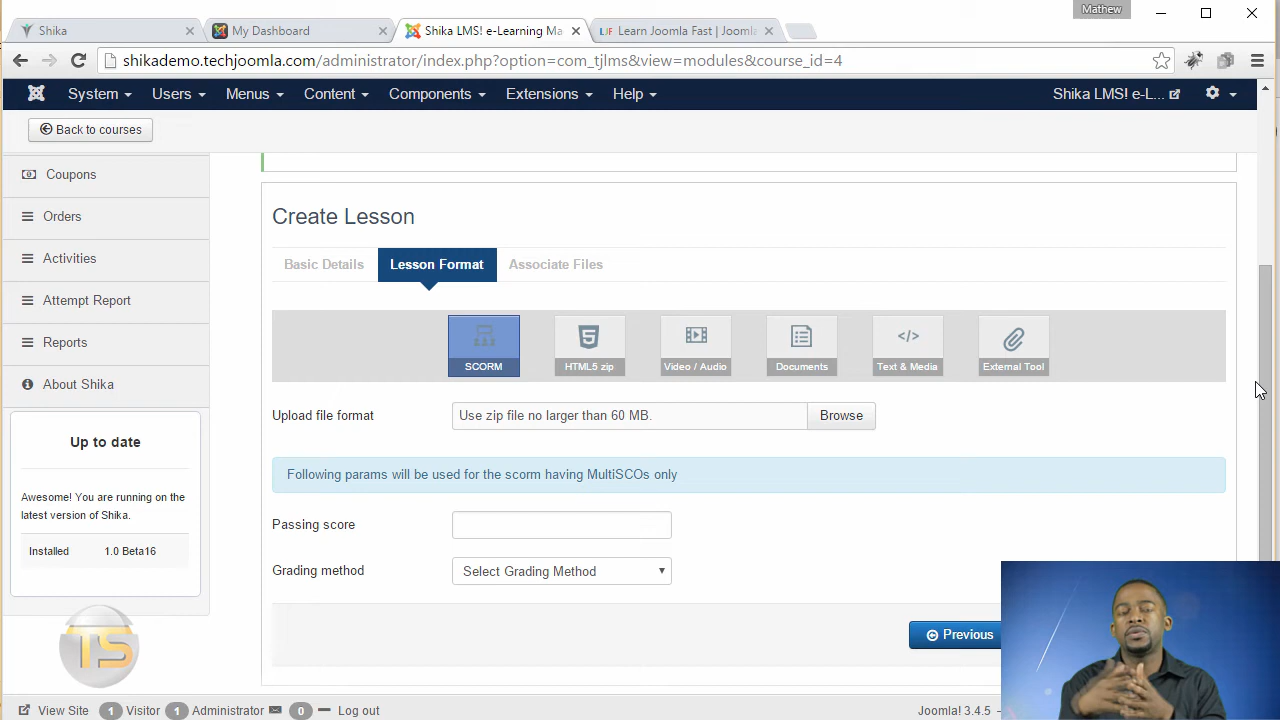 Mathew
Shika
My Dashboard
Shika LMS! e-Learning Ma
LJF Learn Joomla Fast | Jooml
shikademo.techjoomla.com/administrator/index.php?option=com_tjlms&view=modules&course_id=4
System Users Menus Content Components Extensions Help Shika LMS! e-L...
Back to courses
Coupons
Orders
Activities
Attempt Report
Reports
About Shika
Up to date
Awesome! You are running on the
latest version of Shika.
Installed 1.0 Beta16
Create Lesson
Basic Details Lesson Format Associate Files
SCORM HTML5 zip Video / Audio Documents Text & Media External Tool
Upload file format Use zip file no larger than 60 MB. Browse
Following params will be used for the scorm having MultiSCOs only
Passing score
Grading method Select Grading Method
Previous
TS
View Site 1 Visitor 1 Administrator 0 Log out
Joomla! 3.4.5 –